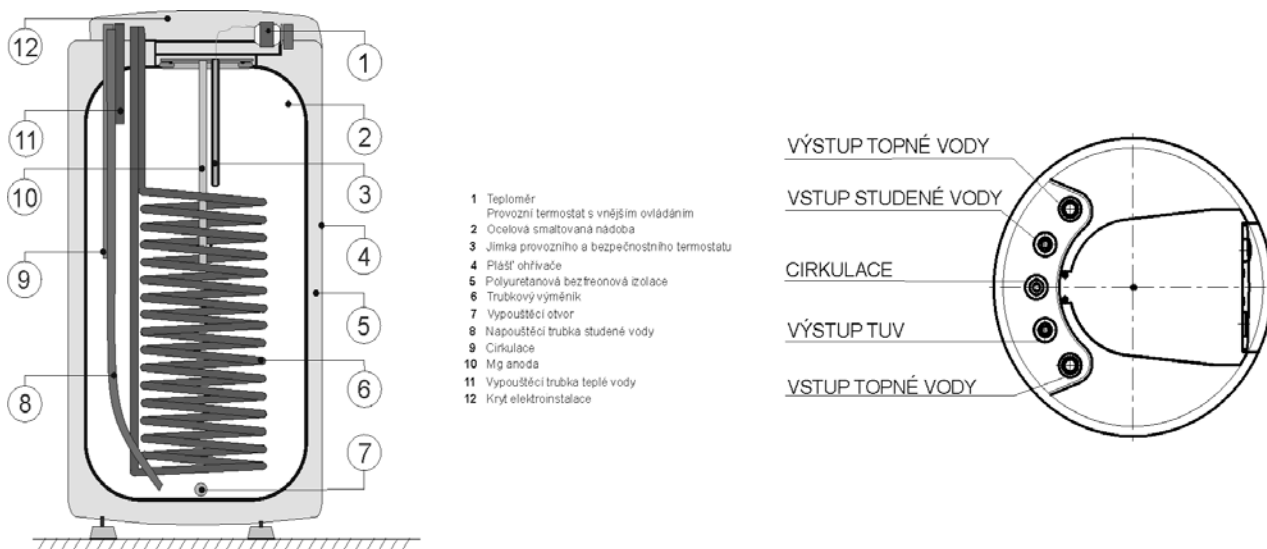 12
11
10
9
8
1
2
3
4
5
6
7
1 Teploměr
Provozní termostat s vnějším ovládáním
2 Ocelová smaltovaná nádoba
3 Jímka provozního a bezpečnostního termostatu
4 Plášť ohřívače
5 Polyuretanová bezfreonová izolace
6 Trubkový výměník
7 Vypouštěcí otvor
8 Napouštěcí trubka studené vody
9 Cirkulace
10 Mg anoda
11 Vypouštěcí trubka teplé vody
12 Kryt elektroinstalace
VÝSTUP TOPNÉ VODY
VSTUP STUDENÉ VODY
CIRKULACE
VÝSTUP TUV
VSTUP TOPNÉ VODY